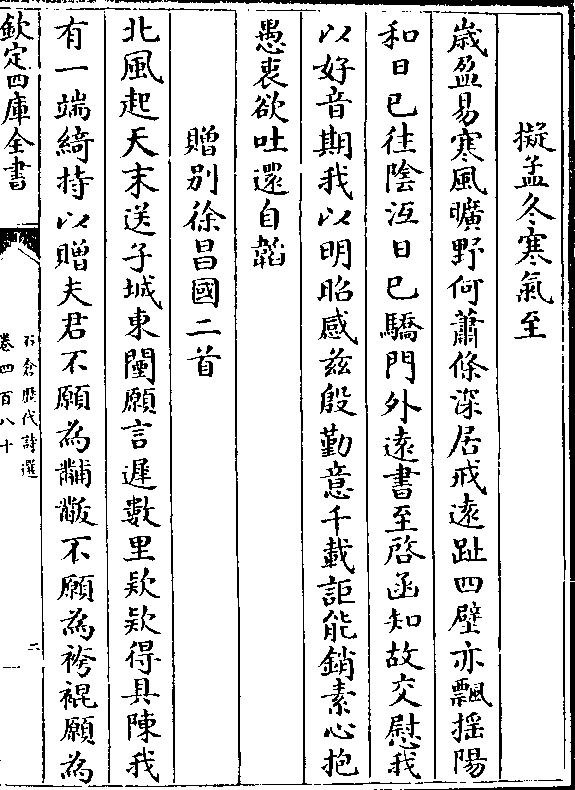 擬孟冬寒氣至
嵗盈易寒風曠野何蕭條深居戒遠趾四壁亦飄揺陽
和日已往陰沍日已驕門外逺書至啓函知故交慰我
以好音期我以明昭感兹殷勤意千載詎能銷素心抱
愚衷欲吐還自韜
贈别徐昌國二首
北風起天末送子城東闉願言遲數里欵欵得具陳我
有一端綺持以贈夫君不願為黼黻不願為袴裩願為
欽定四庫全書
石倉歴代詩選
卷四百八十
二